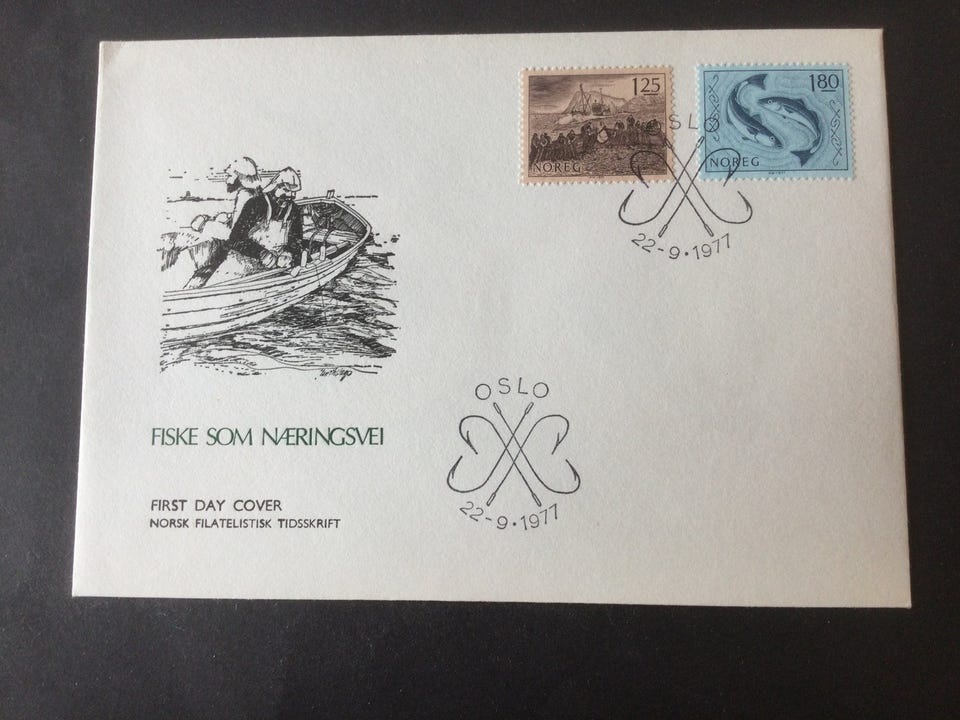 1 25
NOREG
1 80
NOREG
OSLO
22-9•1977
OSLO
22-9•1977
FISKE SOM NÆRINGSVEI
FIRST DAY COVER
NORSK FILATELISTISK TIDSSKRIFT